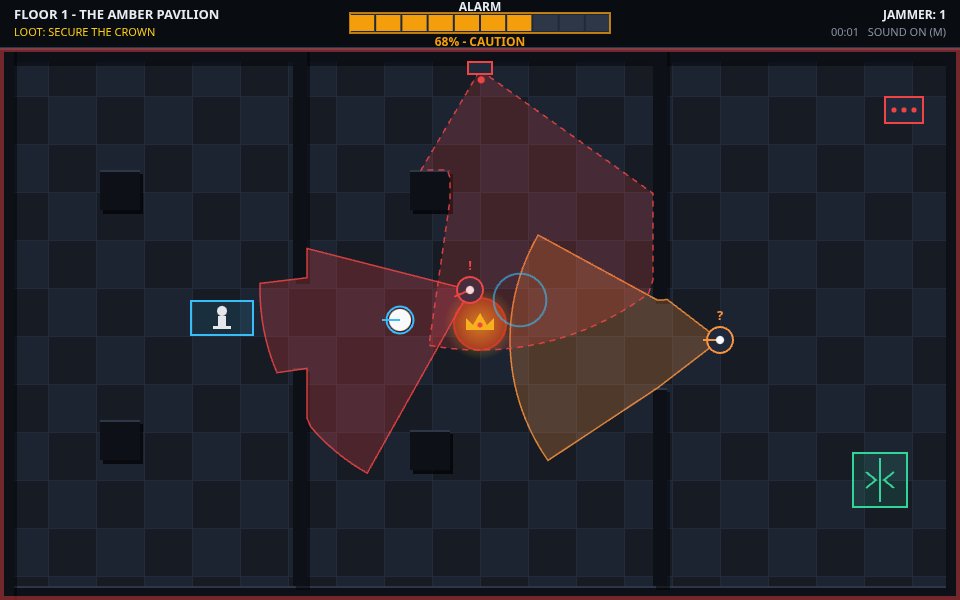 FLOOR 1 - THE AMBER PAVILION
LOOT: SECURE THE CROWN
ALARM
68% - CAUTION
JAMMER: 1
00:01 SOUND ON (M)
!
?